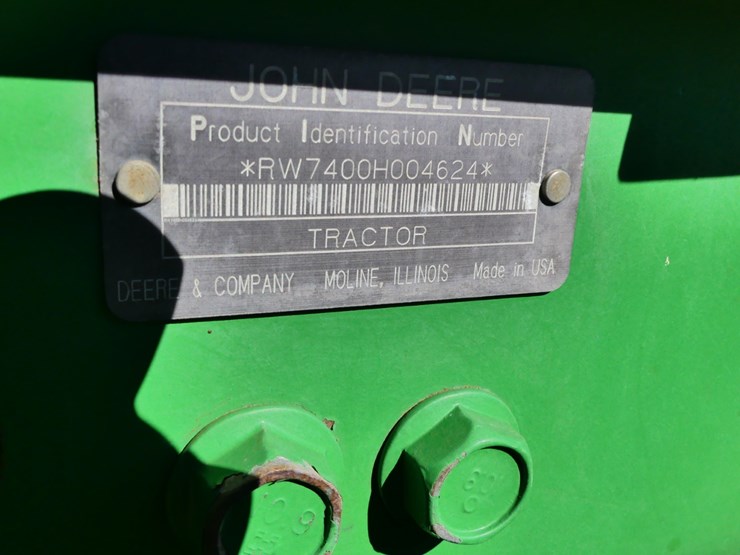 JOHN DEERE
Product Identification Number
*RW7400H004624*
TRACTOR
DEERE & COMPANY MOLINE, ILLINOIS Made in USA